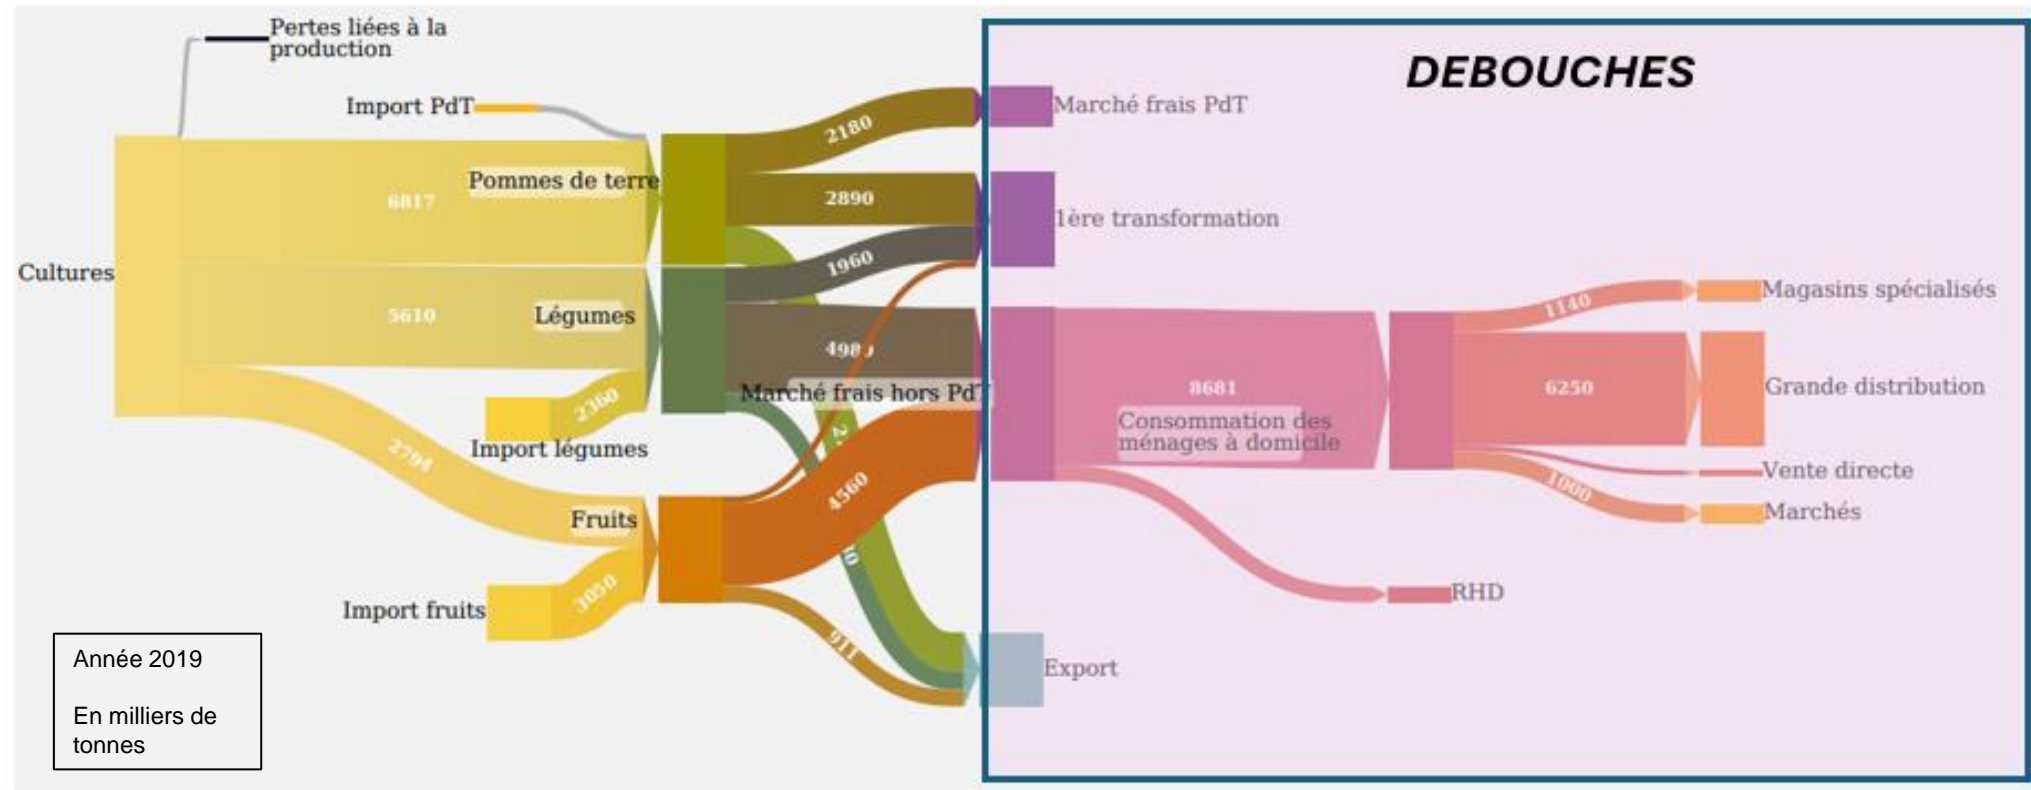 Pertes liées à la
production
DEBOUCHES
Import PdT
Marché frais PdT
2180
Pommes de terre
6817
2890
1ère transformation
Cultures
1960
Magasins spécialisés
1140
5610
Légumes
4980
Marché frais hors PdT
8681
6250
Grande distribution
2360
Import légumes
Consommation des
ménages à domicile
2794
Vente directe
1000
4560
Marchés
Fruits
3050
Import fruits
RHD
911
Export
Année 2019
En milliers de
tonnes